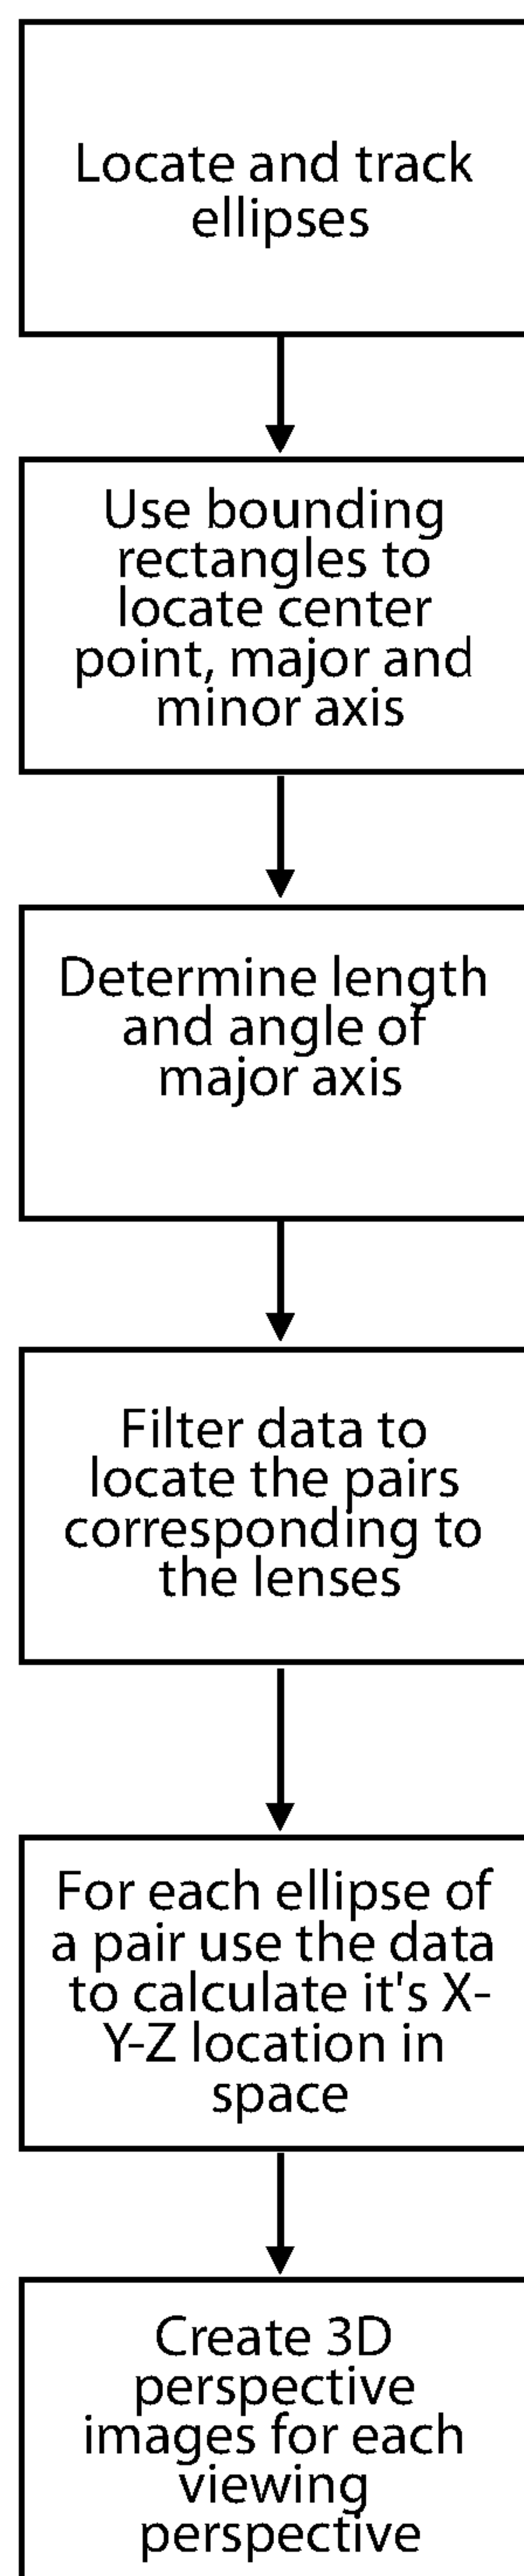 Locate and track
ellipses
Use bounding
rectangles to
locate center
point, major and
minor axis
Determine length
and angle of
major axis
Filter data to
locate the pairs
corresponding to
the lenses
For each ellipse of
a pair use the data
to calculate it's X-
Y-Z location in
space
Create 3D
perspective
images for each
viewing
perspective